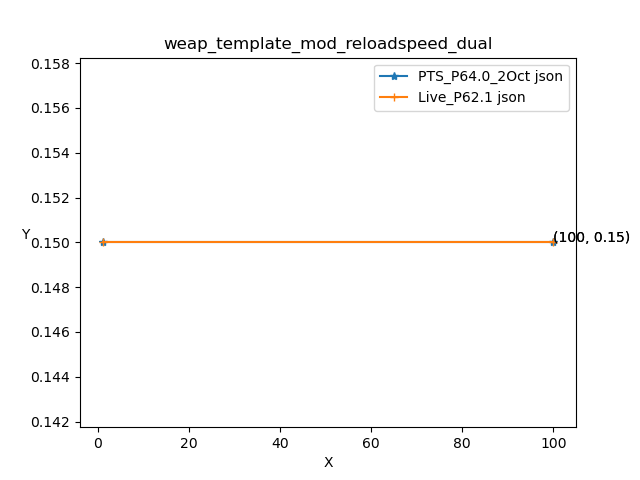 weap_template_mod_reloadspeed_dual
PTS_P64.0_2Oct json
Live_P62.1 json
0.158
0.156
0.154
0.152
0.150
0.148
0.146
0.144
0.142
Y
(100, 0.15)
0 20 40 60 80 100
X